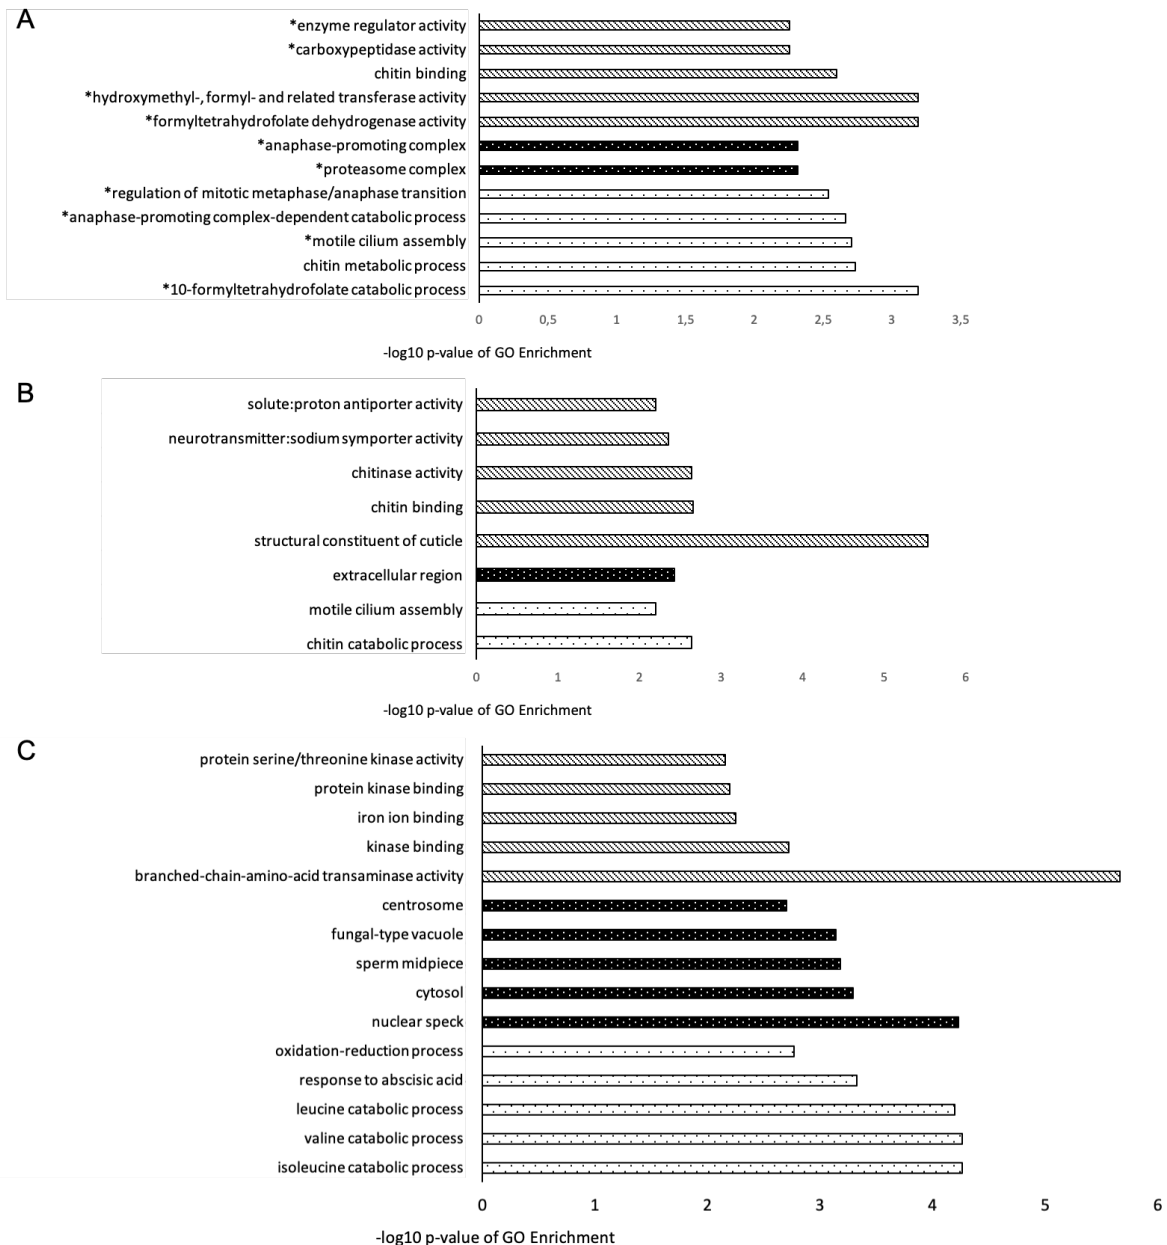 A
*enzyme regulator activity
*carboxypeptidase activity
chitin binding
*hydroxymethyl-, formyl- and related transferase activity
*formyltetrahydrofolate dehydrogenase activity
*anaphase-promoting complex
*proteasome complex
*regulation of mitotic metaphase/anaphase transition
*anaphase-promoting complex-dependent catabolic process
*motile cilium assembly
chitin metabolic process
*10-formyltetrahydrofolate catabolic process
0 0,5 1 1,5 2 2,5 3 3,5
-log10 p-value of GO Enrichment
B
solute:proton antiporter activity
neurotransmitter:sodium symporter activity
chitinase activity
chitin binding
structural constituent of cuticle
extracellular region
motile cilium assembly
chitin catabolic process
0 1 2 3 4 5 6
-log10 p-value of GO Enrichment
C
protein serine/threonine kinase activity
protein kinase binding
iron ion binding
kinase binding
branched-chain-amino-acid transaminase activity
centrosome
fungal-type vacuole
sperm midpiece
cytosol
nuclear speck
oxidation-reduction process
response to abscisic acid
leucine catabolic process
valine catabolic process
isoleucine catabolic process
0 1 2 3 4 5 6
-log10 p-value of GO Enrichment